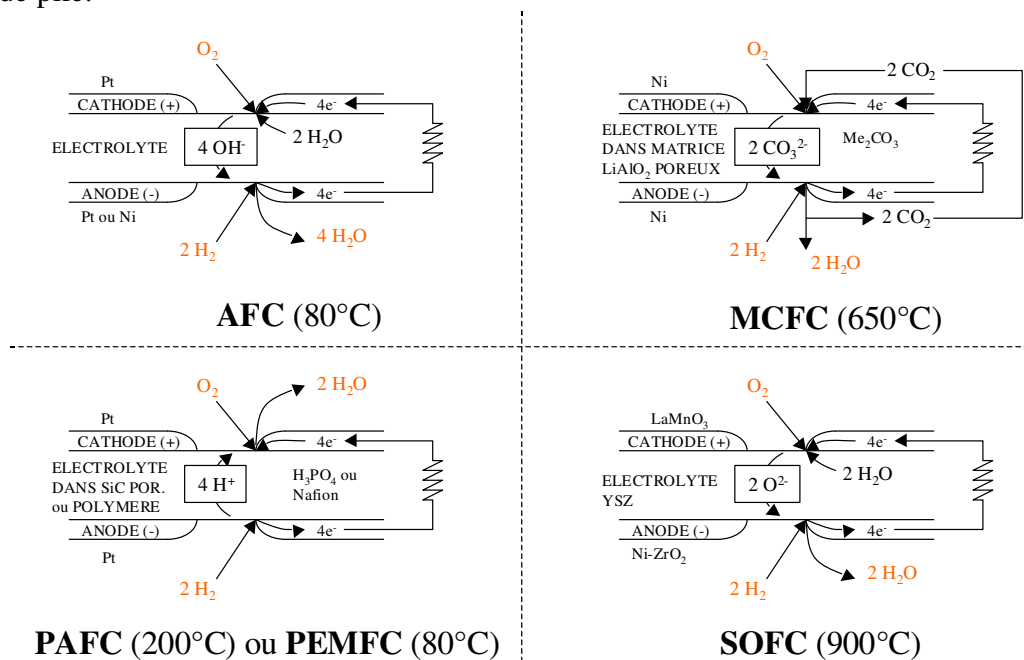 de pile.
O2
Pt
CATHODE (+)
4e-
2 H2O
ELECTROLYTE
4 OH-
ANODE (-)
4e-
Pt ou Ni
2 H2
4 H2O
AFC (80°C)
O2
2 CO2
Ni
CATHODE (+)
4e-
ELECTROLYTE
DANS MATRICE
LiAlO2 POREUX
2 CO3 2-
Me2CO3
ANODE (-)
4e-
Ni
2 CO2
2 H2
2 H2O
MCFC (650°C)
O2
2 H2O
Pt
CATHODE (+)
4e-
ELECTROLYTE
DANS SiC POR.
ou POLYMERE
4 H+
H3PO4 ou
Nafion
ANODE (-)
4e-
Pt
2 H2
PAFC (200°C) ou PEMFC (80°C)
O2
LaMnO3
CATHODE (+)
4e-
2 H2O
ELECTROLYTE
YSZ
2 O2-
ANODE (-)
4e-
Ni-ZrO2
2 H2
2 H2O
SOFC (900°C)